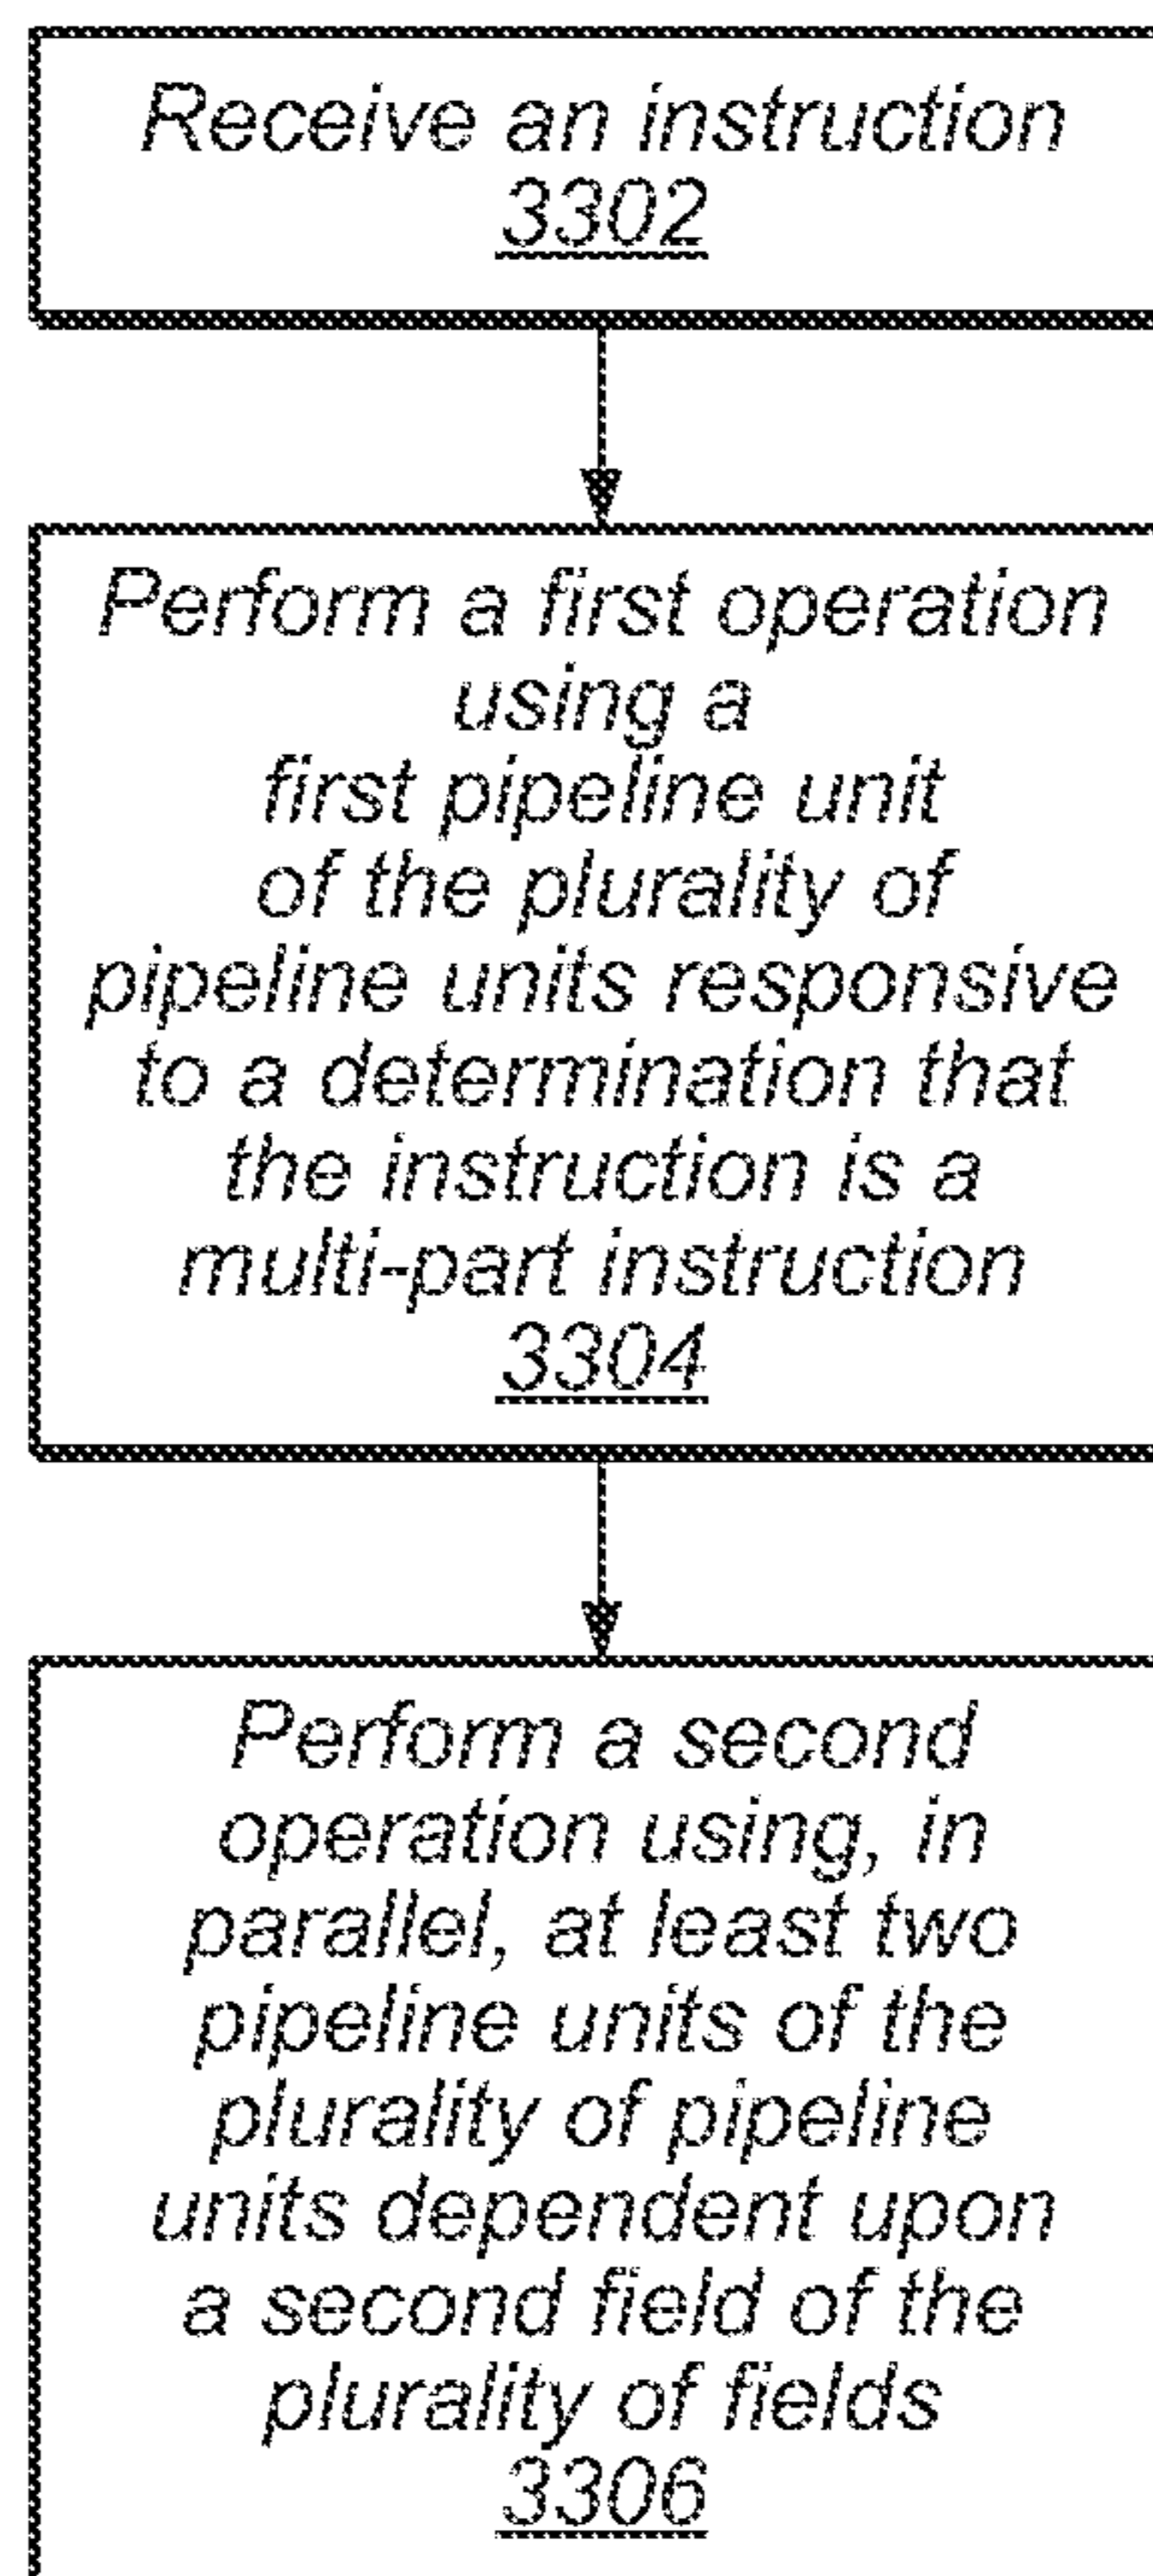 Receive an instruction
3302
Perform a first operation
using a
first pipeline unit
of the plurality of
pipeline units responsive
to a determination that
the instruction is a
multi-part instruction
3304
Perform a second
operation using, in
parallel, at least two
pipeline units of the
plurality of pipeline
units dependent upon
a second field of the
plurality of fields
3306